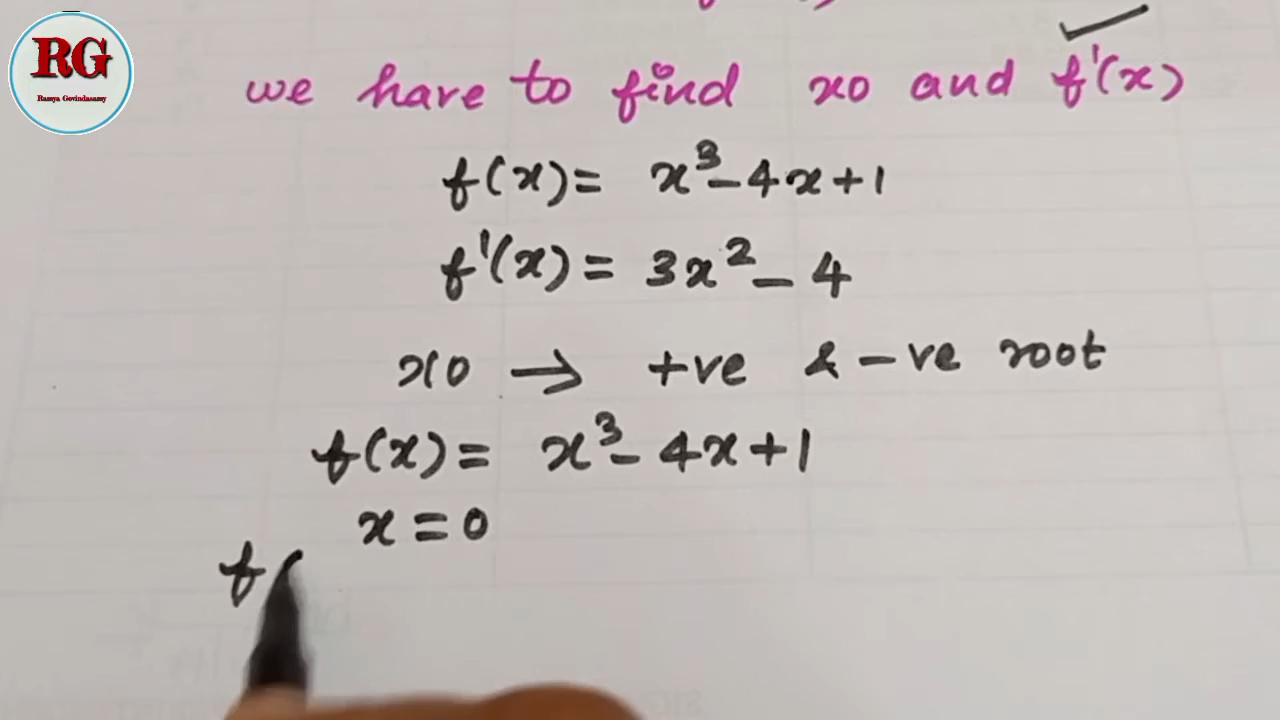 RG
Ramya Govindasamy
we have to find x0 and f'(x)
f(x) = x³ - 4x + 1
f'(x) = 3x² - 4
x0 → +ve & -ve root
f(x) = x³ - 4x + 1
x = 0
f(